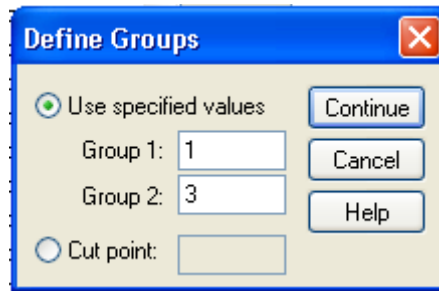 Define Groups
Use specified values
Continue
Group 1: 1
Cancel
Group 2: 3
Help
Cut point: